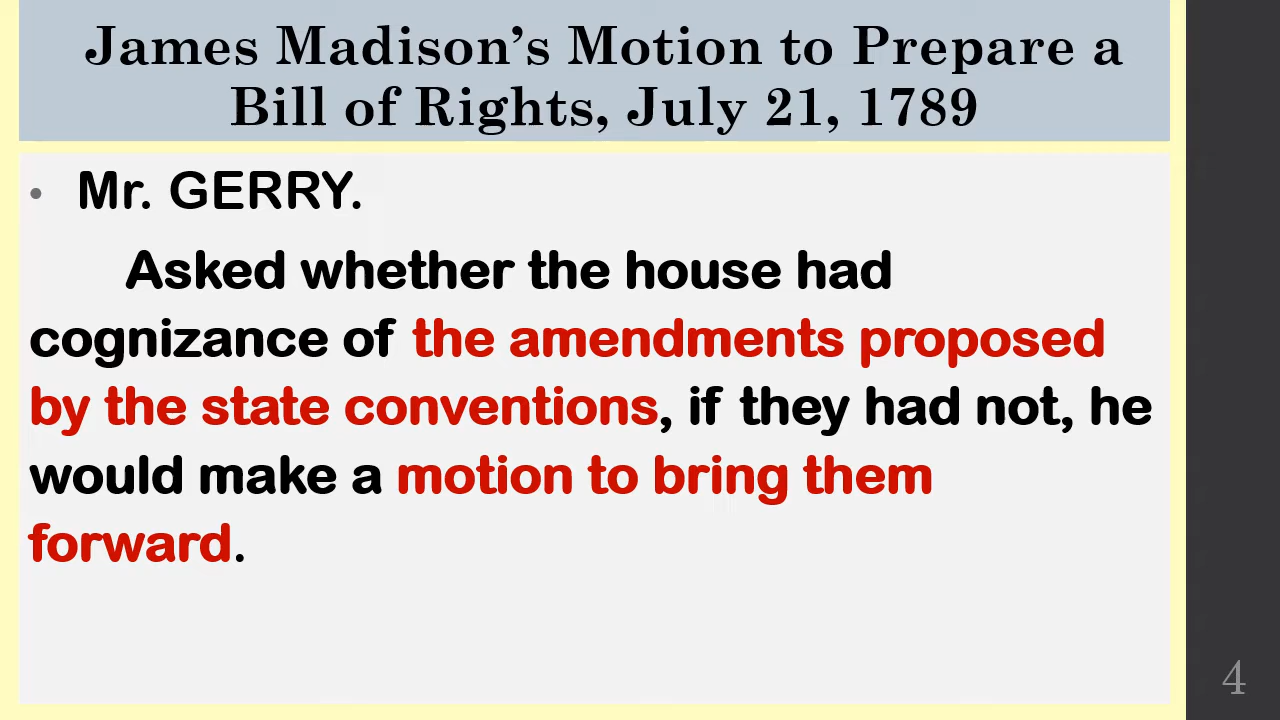 James Madison’s Motion to Prepare a
Bill of Rights, July 21, 1789
• Mr. GERRY.
Asked whether the house had
cognizance of the amendments proposed
by the state conventions, if they had not, he
would make a motion to bring them
forward.
4